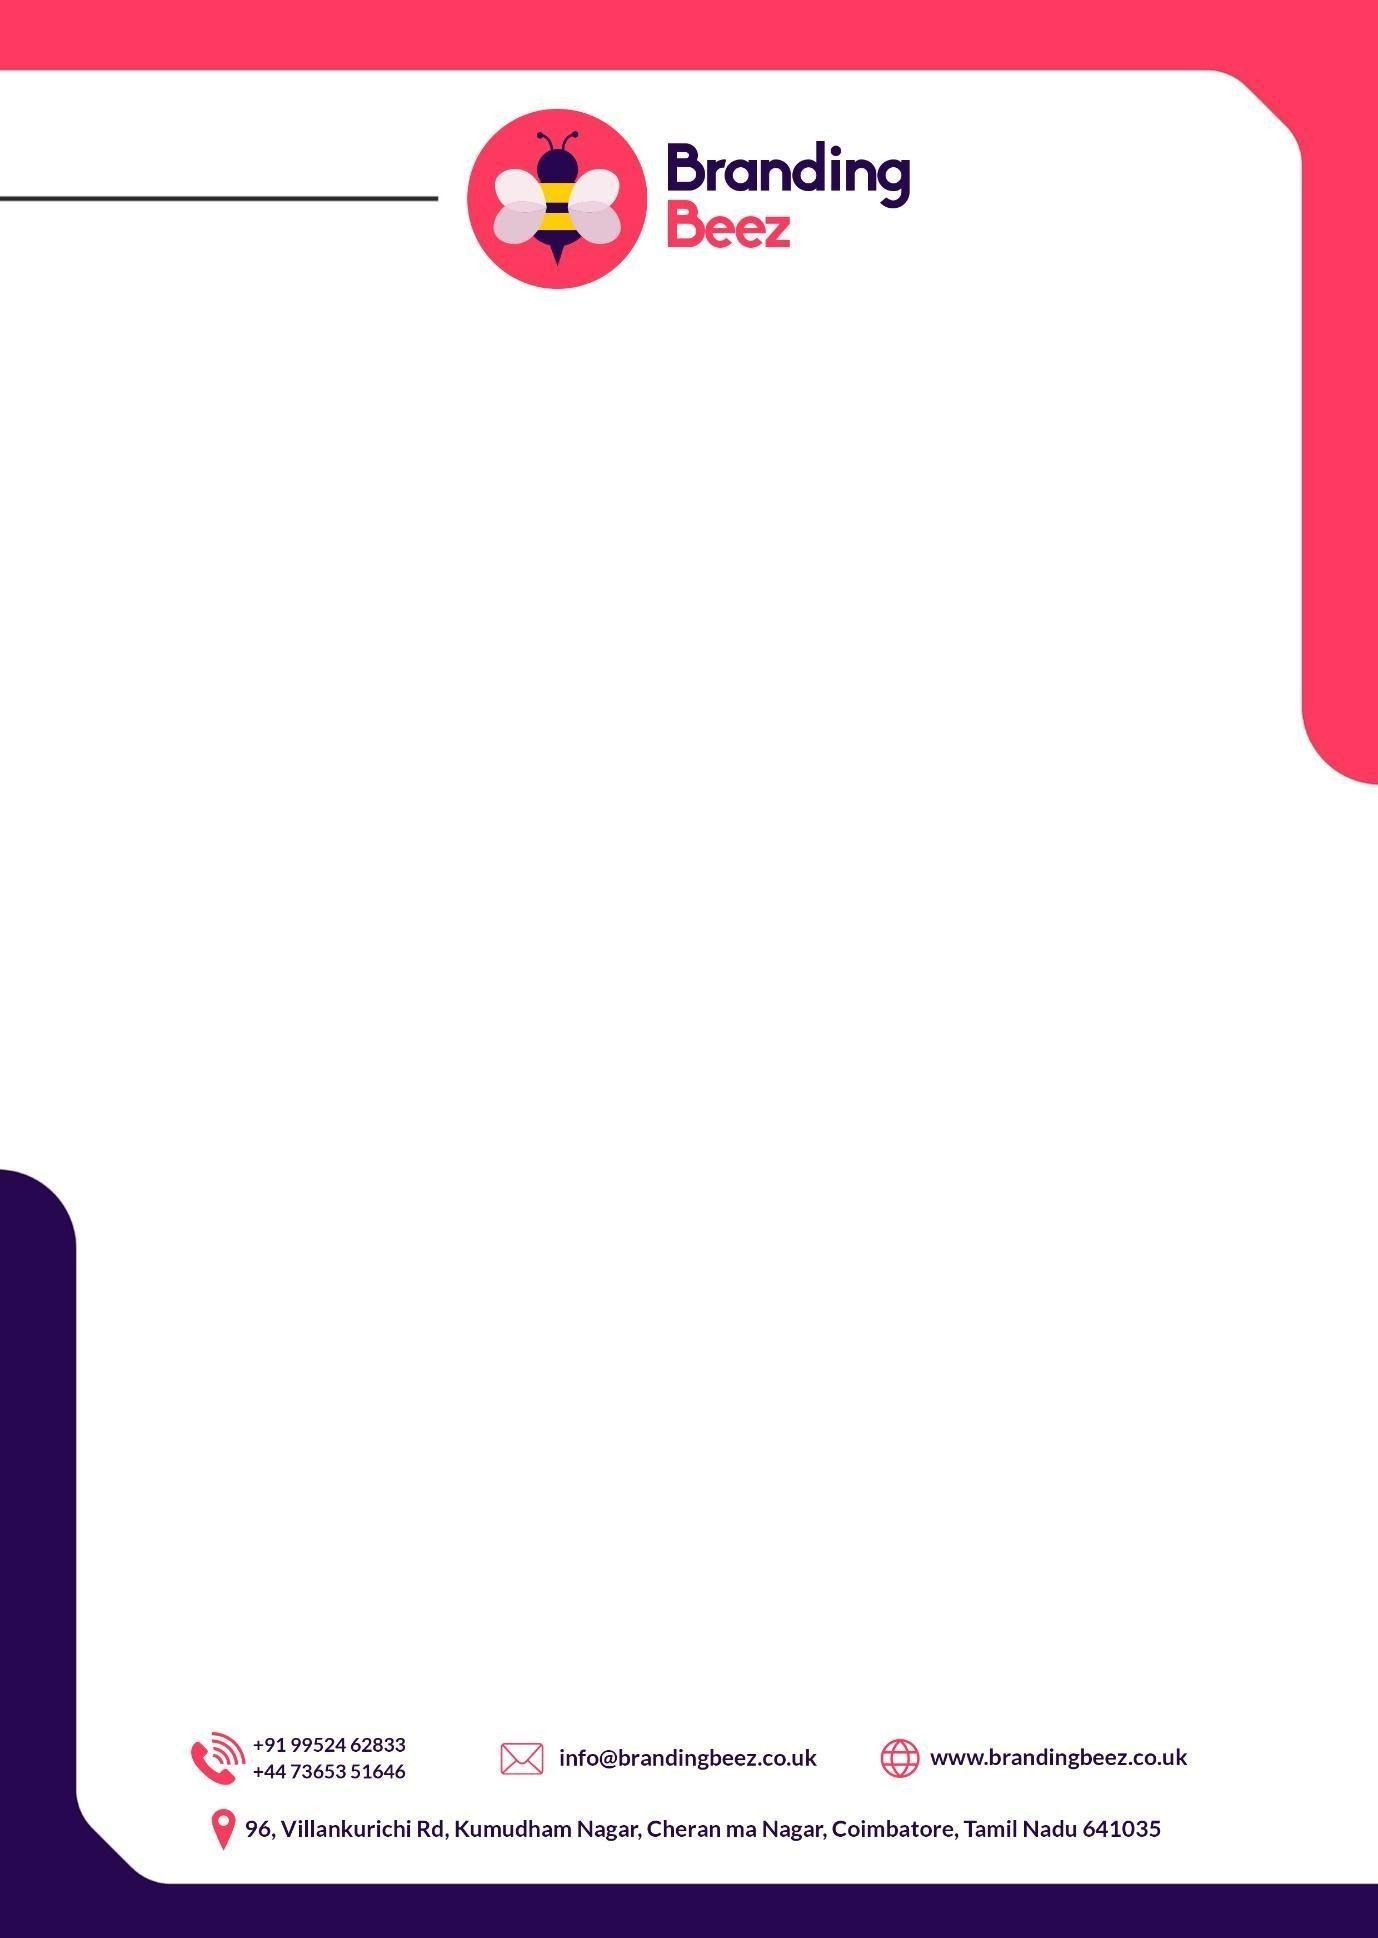 Branding
Beez
+91 99524 62833
+44 73653 51646
info@brandingbeez.co.uk
www.brandingbeez.co.uk
96, Villankurichi Rd, Kumudham Nagar, Cheran ma Nagar, Coimbatore, Tamil Nadu 641035